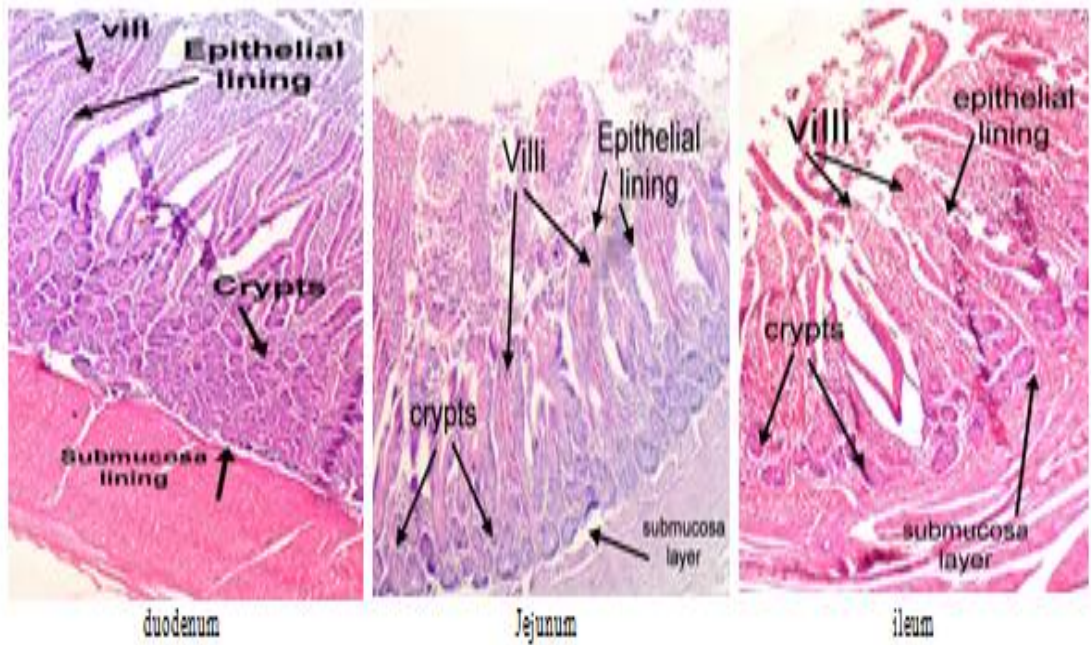 vill
Epithelial
lining
Crypts
Submucosa
lining
duodenum
Villi
Epithelial
lining
crypts
submucosa
layer
Jejunum
villi
epithelial
lining
crypts
submucosa
layer
ileum